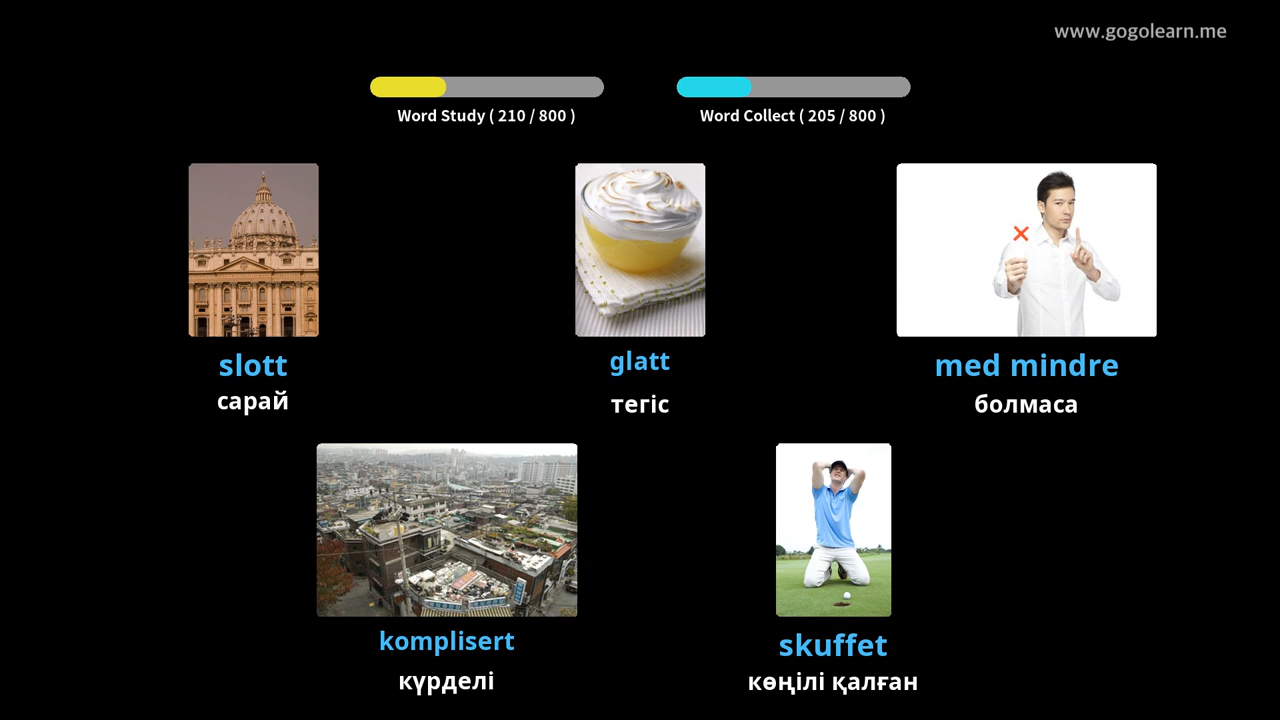 www.gogolearn.me
Word Study ( 210 / 800 )
Word Collect ( 205 / 800 )
slott
сарай
glatt
тегіс
med mindre
болмаса
komplisert
күрделі
skuffet
көңілі қалған